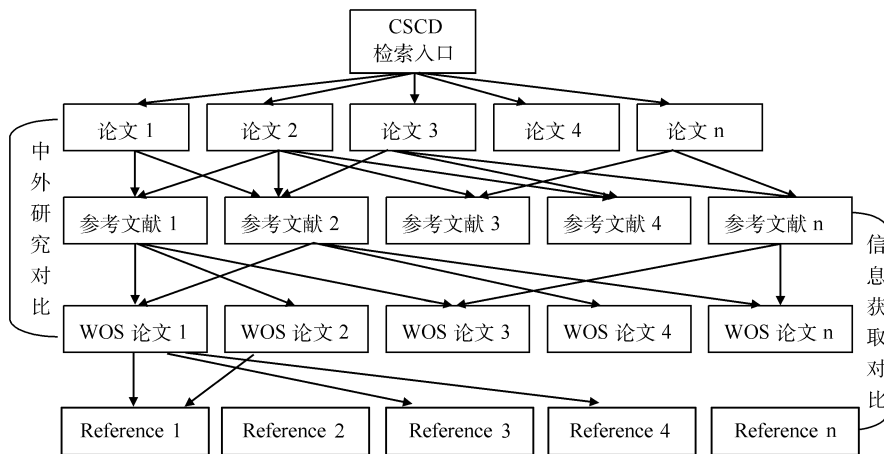 CSCD
检索入口
论文 1
论文 2
论文 3
论文 4
论文 n
中外研究对比
参考文献 1
参考文献 2
参考文献 3
参考文献 4
参考文献 n
信息获取对比
WOS 论文 1
WOS 论文 2
WOS 论文 3
WOS 论文 4
WOS 论文 n
Reference 1
Reference 2
Reference 3
Reference 4
Reference n